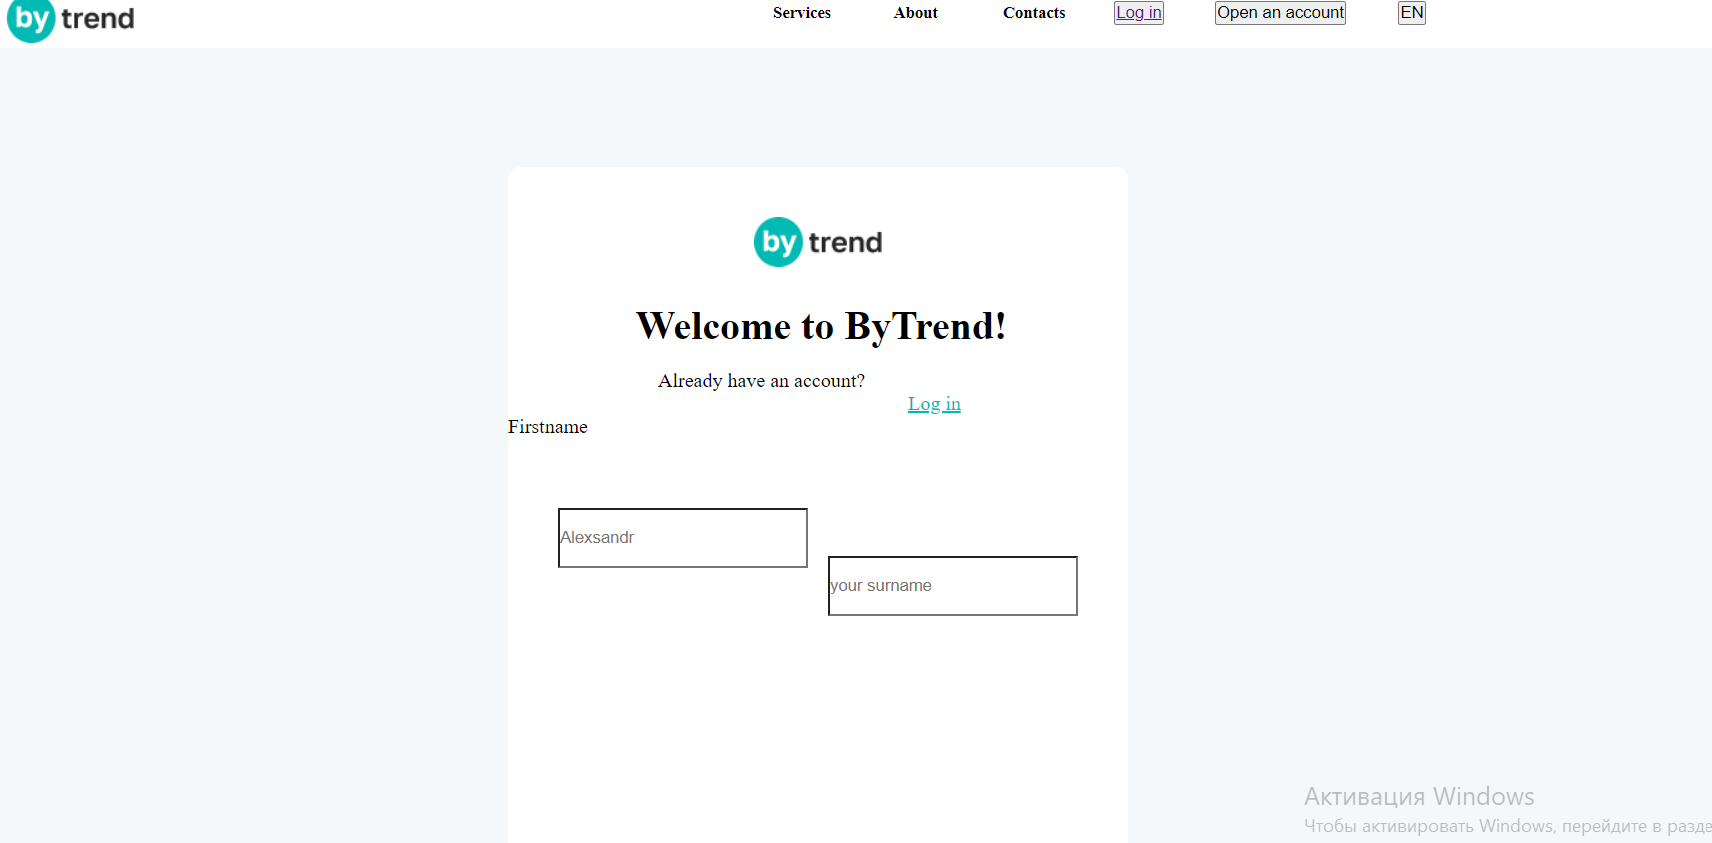 by trend
Services About Contacts Log in Open an account EN
by trend
Welcome to ByTrend!
Already have an account?
Log in
Firstname
Alexsandr
your surname
Активация Windows
Чтобы активировать Windows, перейдите в разде